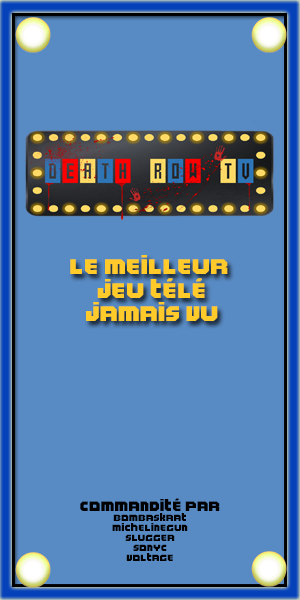 DEATH ROW TV
LE MEILLEUR
JEU TÉLÉ
JAMAIS VU
COMMANDITÉ PAR
BOMBASKART
MICHELINEGUN
SLUGGER
SONYC
VOLTAGE